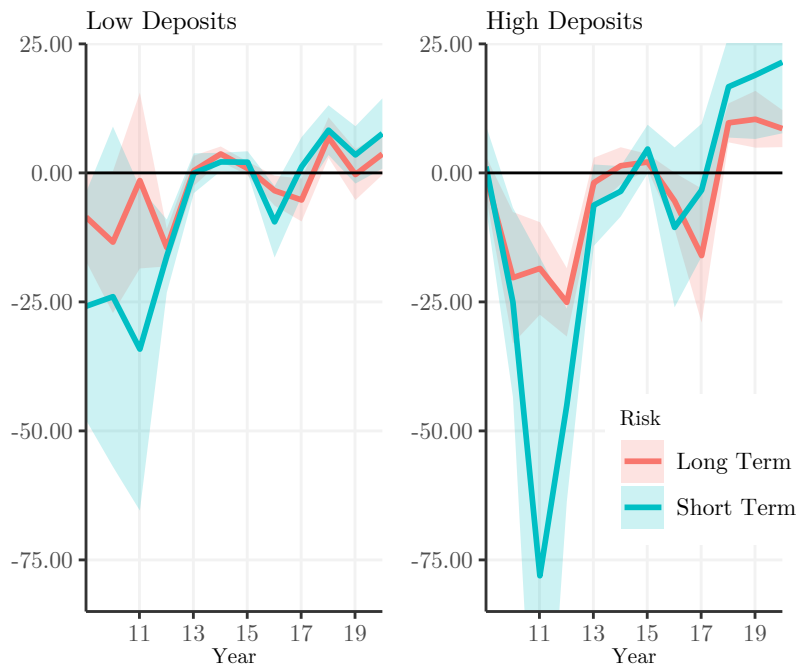 Low Deposits
25.00
0.00
-25.00
-50.00
-75.00
11 13 15 17 19
Year
High Deposits
25.00
0.00
-25.00
-50.00
-75.00
11 13 15 17 19
Year
Risk
Long Term
Short Term